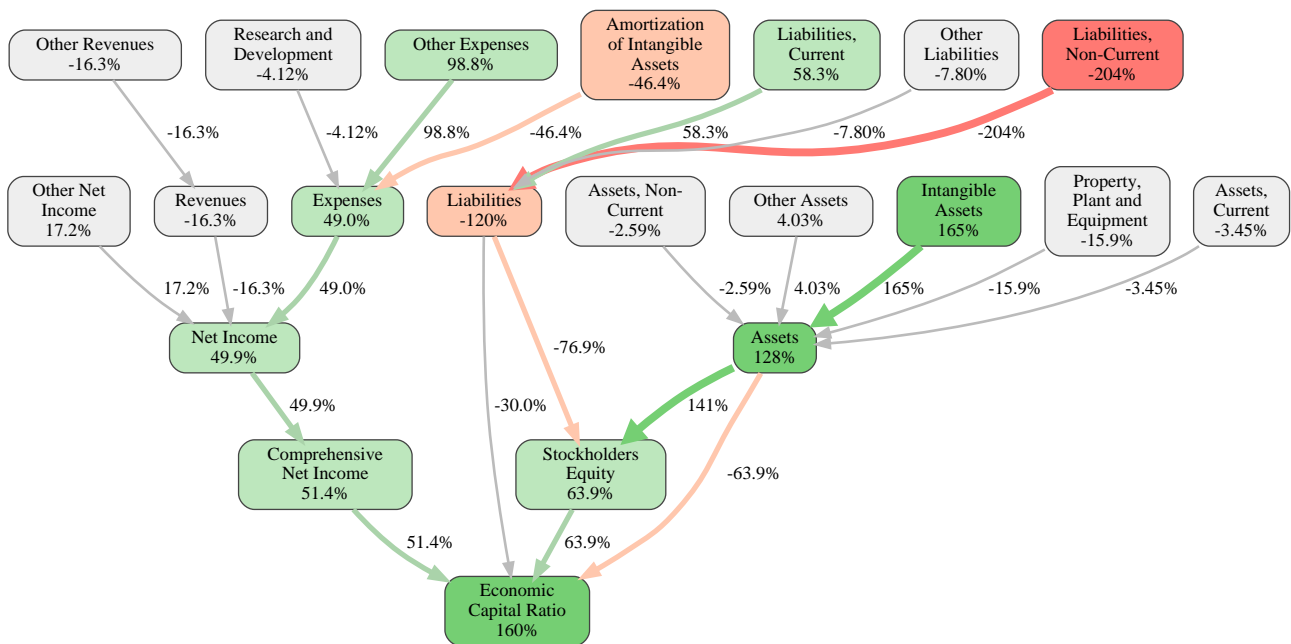 Other Revenues
-16.3%
Research and
Development
-4.12%
Other Expenses
98.8%
Amortization
of Intangible
Assets
-46.4%
Liabilities,
Current
58.3%
Other
Liabilities
-7.80%
Liabilities,
Non-Current
-204%
-16.3%
-4.12%
98.8%
-46.4%
58.3%
-7.80%
-204%
Other Net
Income
17.2%
Revenues
-16.3%
Expenses
49.0%
Liabilities
-120%
Assets, Non-
Current
-2.59%
Other Assets
4.03%
Intangible
Assets
165%
Property,
Plant and
Equipment
-15.9%
Assets,
Current
-3.45%
17.2%
-16.3%
49.0%
-2.59%
4.03%
165%
-15.9%
-3.45%
Net Income
49.9%
-76.9%
Assets
128%
49.9%
-30.0%
141%
Comprehensive
Net Income
51.4%
Stockholders
Equity
63.9%
-63.9%
51.4%
63.9%
Economic
Capital Ratio
160%